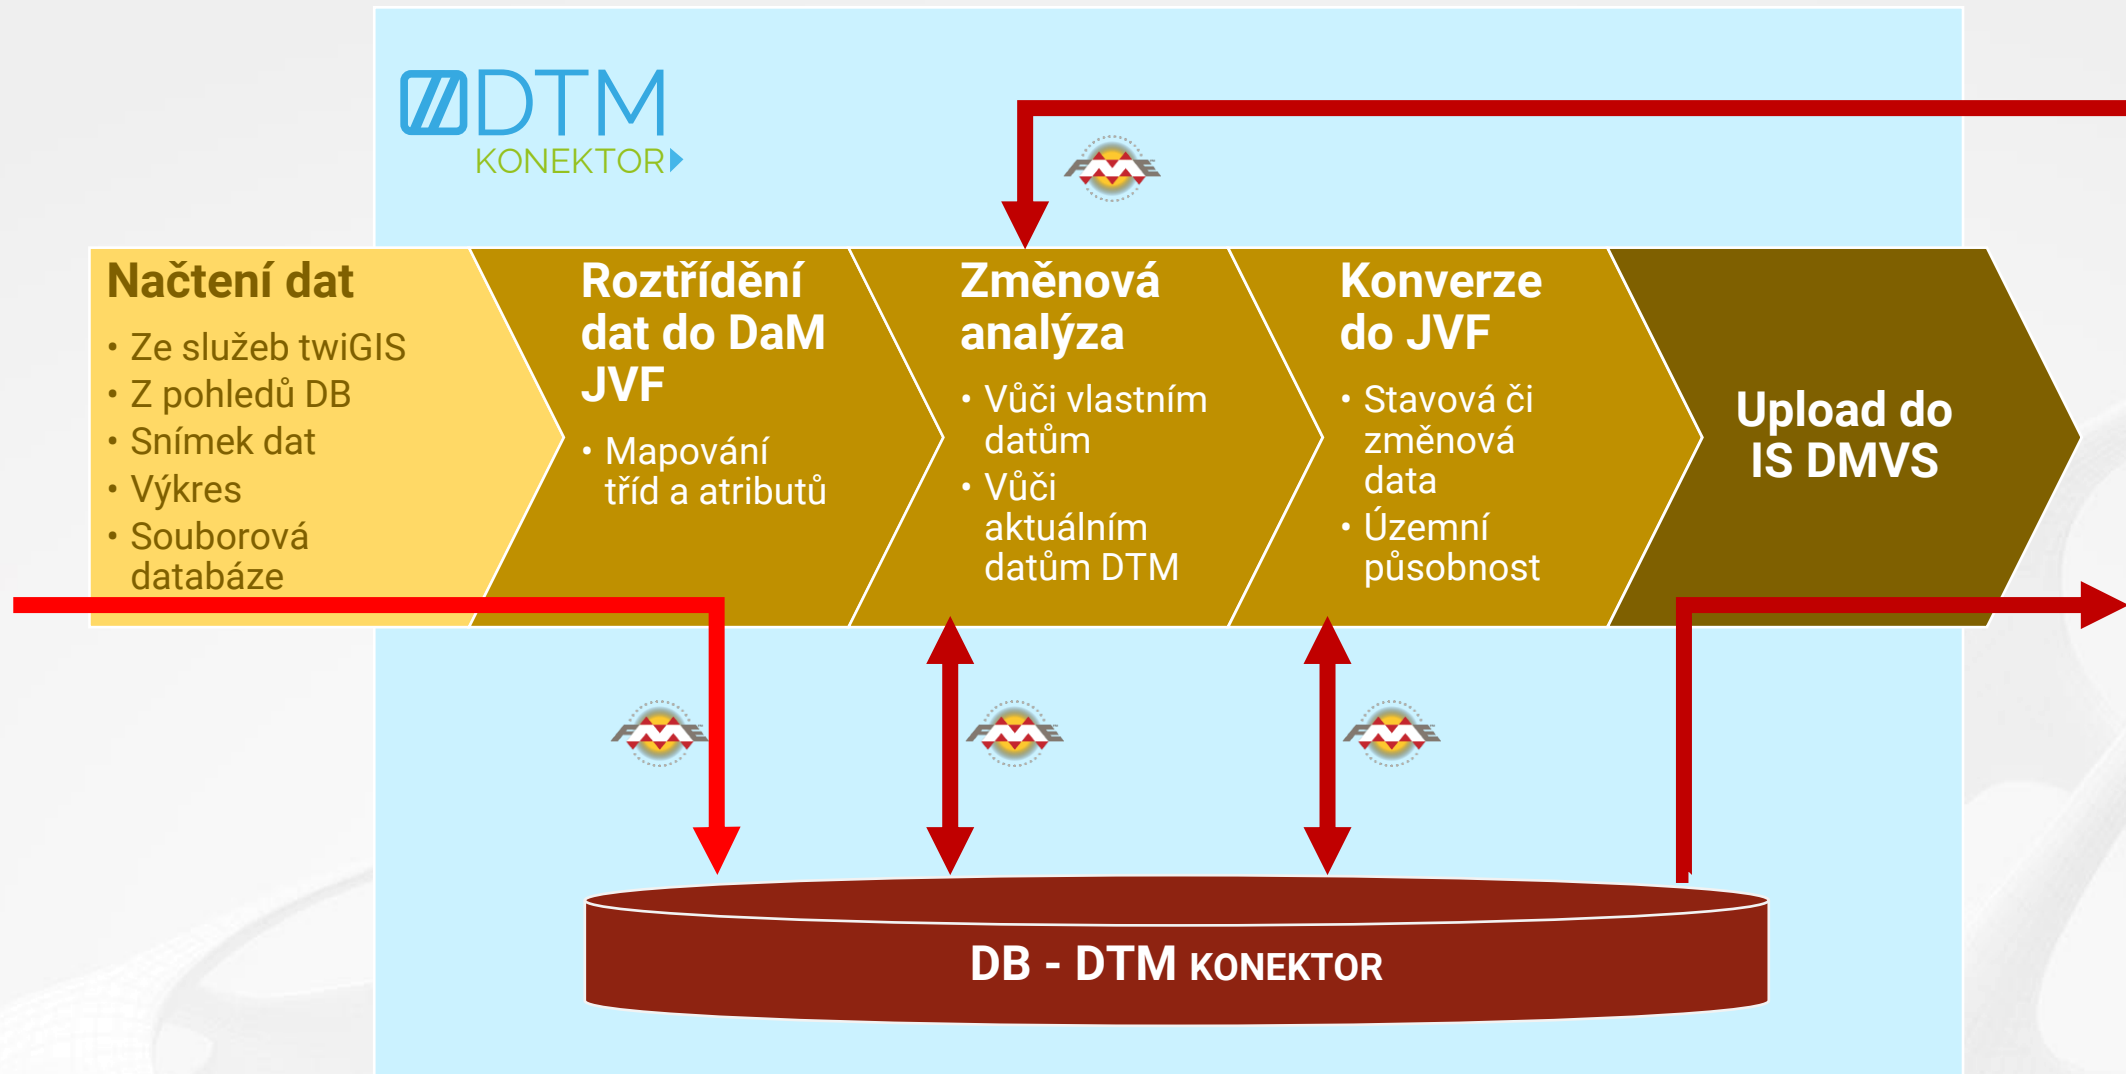 DTM
KONEKTOR
FME
Načtení dat
• Ze služeb twiGIS
• Z pohledů DB
• Snímek dat
• Výkres
• Souborová
databáze
Roztřídění
dat do DaM
JVF
• Mapování
tříd a atributů
Změnová
analýza
• Vůči vlastním
datům
• Vůči
aktuálním
datům DTM
Konverze
do JVF
• Stavová či
změnová
data
• Územní
působnost
Upload do
IS DMVS
FME
FME
FME
DB - DTM KONEKTOR